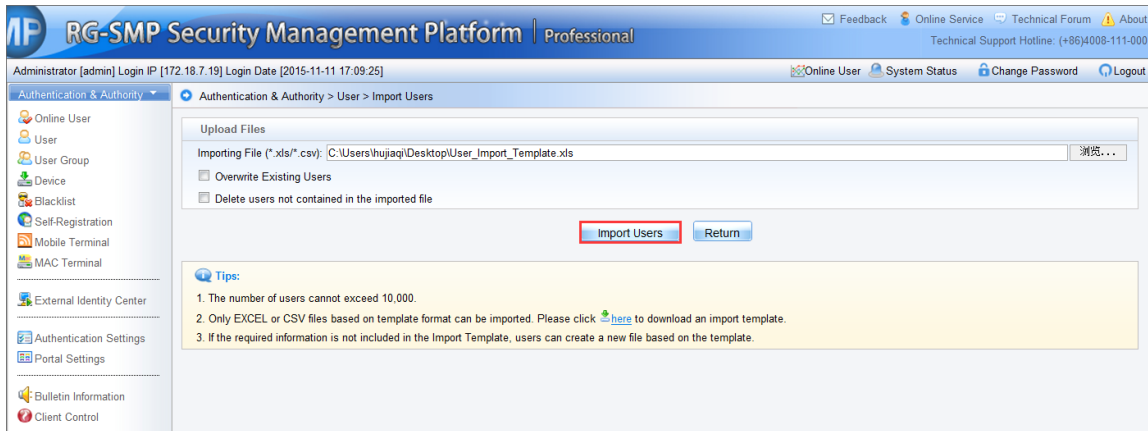 MP RG-SMP Security Management Platform | Professional
Feedback Online Service Technical Forum About
Technical Support Hotline: (+86)4008-111-000
Administrator [admin] Login IP [172.18.7.19] Login Date [2015-11-11 17:09:25]
Online User System Status Change Password Logout
Authentication & Authority
Authentication & Authority > User > Import Users
Online User
User
User Group
Device
Blacklist
Self-Registration
Mobile Terminal
MAC Terminal
External Identity Center
Authentication Settings
Portal Settings
Bulletin Information
Client Control
Upload Files
Importing File (*.xls/*.csv): C:\Users\hujiaqi\Desktop\User_Import_Template.xls 浏览...
Overwrite Existing Users
Delete users not contained in the imported file
Import Users Return
Tips:
1. The number of users cannot exceed 10,000.
2. Only EXCEL or CSV files based on template format can be imported. Please click here to download an import template.
3. If the required information is not included in the Import Template, users can create a new file based on the template.